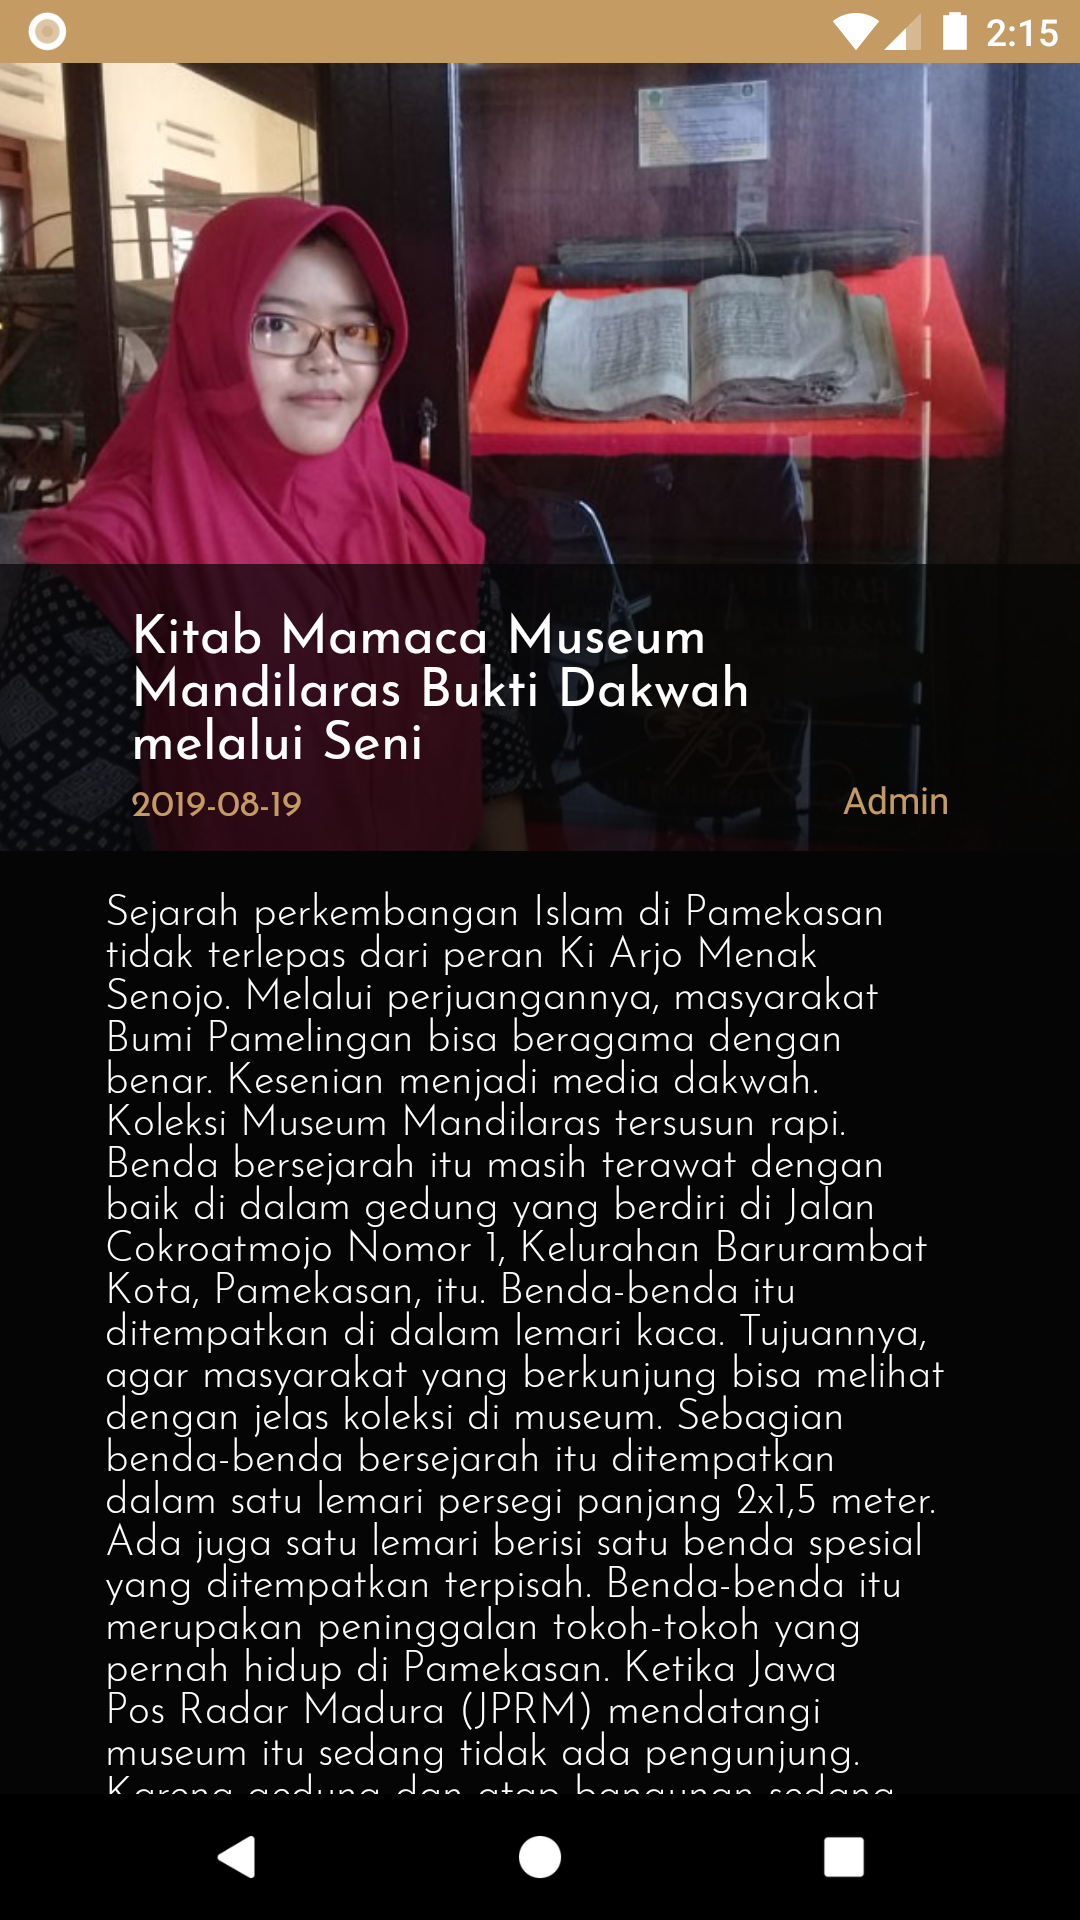 2:15
Kitab Mamaca Museum
Mandilaras Bukti Dakwah
melalui Seni
2019-08-19
Admin
Sejarah perkembangan Islam di Pamekasan
tidak terlepas dari peran Ki Arjo Menak
Senojo. Melalui perjuangannya, masyarakat
Bumi Pamelingan bisa beragama dengan
benar. Kesenian menjadi media dakwah.
Koleksi Museum Mandilaras tersusun rapi.
Benda bersejarah itu masih terawat dengan
baik di dalam gedung yang berdiri di Jalan
Cokroatmojo Nomor 1, Kelurahan Barurambat
Kota, Pamekasan, itu. Benda-benda itu
ditempatkan di dalam lemari kaca. Tujuannya,
agar masyarakat yang berkunjung bisa melihat
dengan jelas koleksi di museum. Sebagian
benda-benda bersejarah itu ditempatkan
dalam satu lemari persegi panjang 2x1,5 meter.
Ada juga satu lemari berisi satu benda spesial
yang ditempatkan terpisah. Benda-benda itu
merupakan peninggalan tokoh-tokoh yang
pernah hidup di Pamekasan. Ketika Jawa
Pos Radar Madura (JPRM) mendatangi
museum itu sedang tidak ada pengunjung.
Karena gedung dan atap bangunan sedang